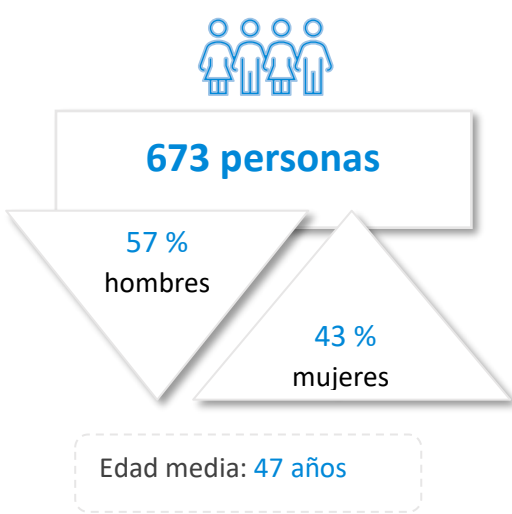 673 personas
57 %
hombres
43 %
mujeres
Edad media: 47 años